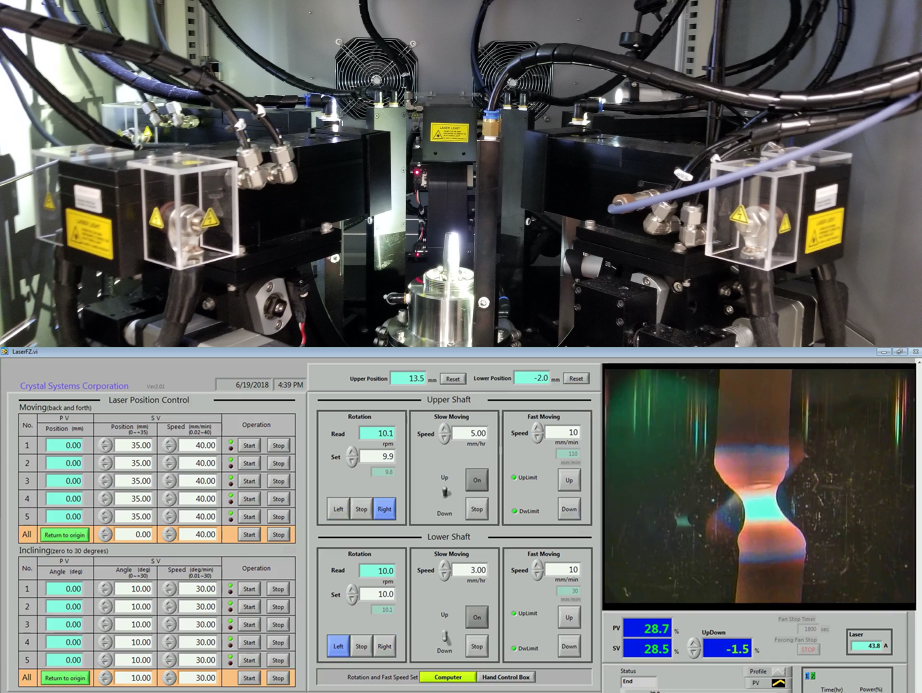 LASER LIGHT
LaserFZ.vi
Crystal Systems Corporation
Ver2.01
6/19/2018
4:39 PM
Laser Position Control
Moving(back and forth)
No.
P V
Position (mm)
S V
Position (mm)
(0~+35)
Speed (mm)
(0.02~40)
Operation
1 0.00 35.00 40.00 Start Stop
2 0.00 35.00 40.00 Start Stop
3 0.00 35.00 40.00 Start Stop
4 0.00 35.00 40.00 Start Stop
5 0.00 35.00 40.00 Start Stop
All Return to origin 0.00 40.00 Start Stop
Inclining(zero to 30 degrees)
No.
P V
Angle (deg)
S V
Angle (deg)
(0~+30)
Speed (deg/min)
(0.01~30)
Operation
1 0.00 10.00 30.00 Start Stop
2 0.00 10.00 30.00 Start Stop
3 0.00 10.00 30.00 Start Stop
4 0.00 10.00 30.00 Start Stop
5 0.00 10.00 30.00 Start Stop
All Return to origin 10.00 30.00 Start Stop
Upper Position 13.5 mm Reset Lower Position -2.0 mm Reset
Upper Shaft
Rotation
Read 10.1
rpm
Set 9.9
9.8
Left Stop Right
Slow Moving
Speed 5.00
mm/hr
Up On
Down Stop
Fast Moving
Speed 10
mm/min
110
mm/min
UpLimit Up
DwLimit Down
Lower Shaft
Rotation
Read 10.0
rpm
Set 10.0
10.1
Left Stop Right
Slow Moving
Speed 3.00
mm/hr
Up On
Down Stop
Fast Moving
Speed 10
mm/min
30
mm/min
UpLimit Up
DwLimit Down
Rotation and Fast Speed Set Computer Hand Control Box
PV 28.7 %
SV 28.5 %
UpDown
-1.5 %
Fan Stop Time
1800 sec
Forcing Fan Stop
STOP
Laser
43.8 A
Status
End
Profile
PV
Time(hr) Power(%)